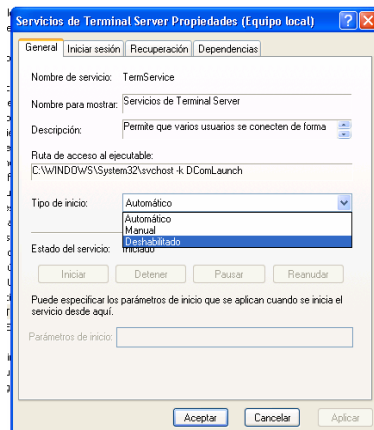 Servicios de Terminal Server Propiedades (Equipo local)
General Iniciar sesión Recuperación Dependencias
Nombre de servicio: TermService
Nombre para mostrar: Servicios de Terminal Server
Descripción: Permite que varios usuarios se conecten de forma
Ruta de acceso al ejecutable:
C:\WINDOWS\System32\svchost -k DComLaunch
Tipo de inicio: Automático
Automático
Manual
Deshabilitado
Estado del servicio: Iniciado
Iniciar Detener Pausar Reanudar
Puede especificar los parámetros de inicio que se aplican cuando se inicia el
servicio desde aquí.
Parámetros de inicio:
Aceptar Cancelar Aplicar